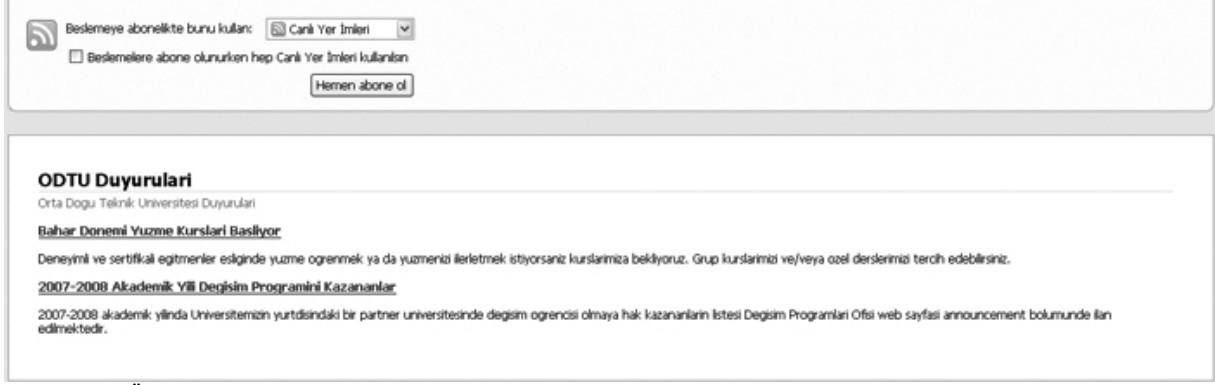 Beslemeye abonelikte bunu kullan: Canlı Yer İmleri
Beslemelere abone olunurken hep Canlı Yer İmleri kullanılsın
Hemen abone ol
ODTU Duyurulari
Orta Dogu Teknik Universitesi Duyurulari
Bahar Donemi Yuzme Kurslari Basliyor
Deneyimli ve sertifikali egitmenler esliginde yuzme ogrenmek ya da yuzmenizi ilerletmek istiyorsaniz kurslarimiza bekliyoruz. Grup kurslarimizi ve/veya ozel derslerimizi tercih edebilirsiniz.
2007-2008 Akademik Yili Degisim Programini Kazananlar
2007-2008 akademik yilinda Universitemizin yurtdisindaki bir partner universitesinde degisim ogrencisi olmaya hak kazananlarin listesi Degisim Programlari Ofisi web sayfasi announcement bolumunde ilan
edilmektedir.